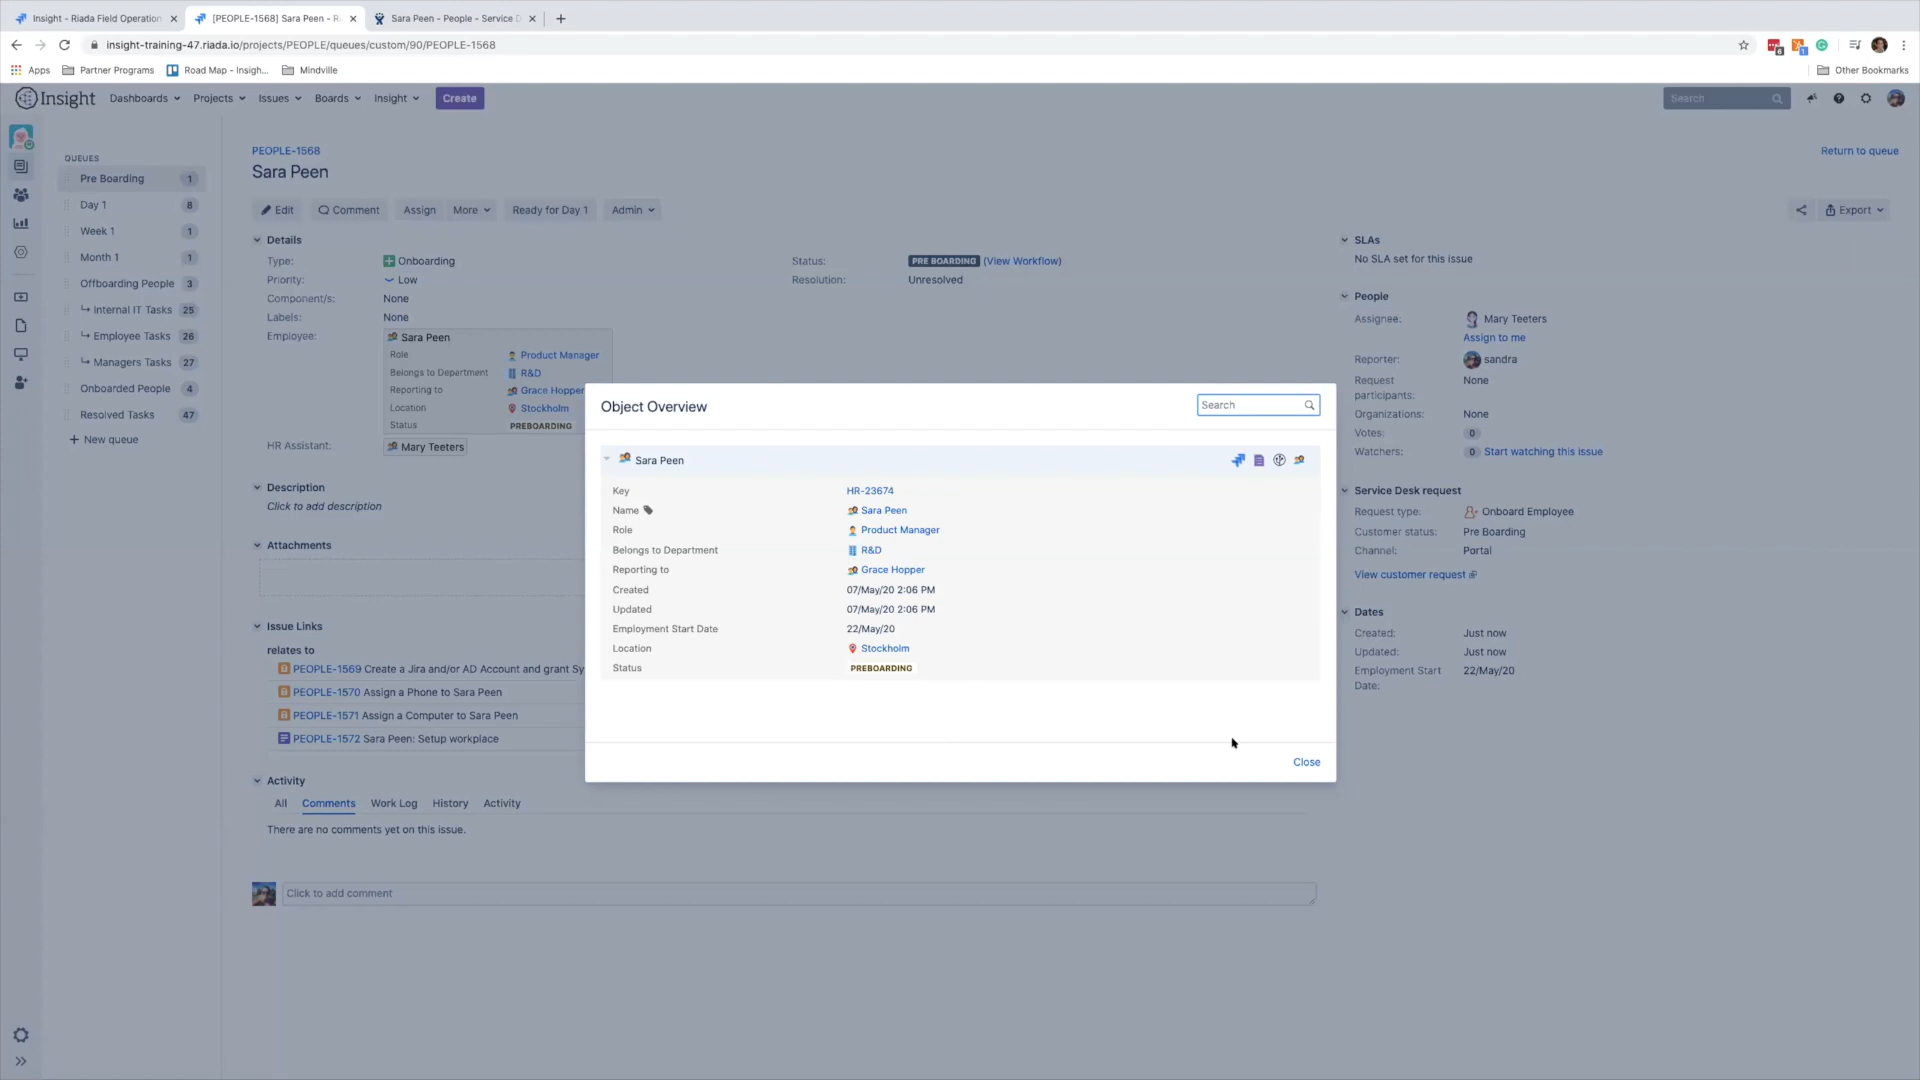 Insight - Riada Field Operation
[PEOPLE-1568] Sara Peen - R
Sara Peen - People - Service D
insight-training-47.riada.io/projects/PEOPLE/queues/custom/90/PEOPLE-1568
Apps
Partner Programs
Road Map - Insigh...
Mindville
Other Bookmarks
Insight
Dashboards
Projects
Issues
Boards
Insight
Create
Search
QUEUES
Pre Boarding 1
Day 1 8
Week 1 1
Month 1 1
Offboarding People 3
Internal IT Tasks 25
Employee Tasks 26
Managers Tasks 27
Onboarded People 4
Resolved Tasks 47
+ New queue
PEOPLE-1568
Return to queue
Sara Peen
Edit
Comment
Assign
More
Ready for Day 1
Admin
Export
Details
Type: Onboarding
Priority: Low
Component/s: None
Labels: None
Employee: Sara Peen
Role Product Manager
Belongs to Department R&D
Reporting to Grace Hopper
Location Stockholm
Status PREBOARDING
HR Assistant: Mary Teeters
Status: PRE BOARDING (View Workflow)
Resolution: Unresolved
Description
Click to add description
Attachments
Issue Links
relates to
PEOPLE-1569 Create a Jira and/or AD Account and grant Sy
PEOPLE-1570 Assign a Phone to Sara Peen
PEOPLE-1571 Assign a Computer to Sara Peen
PEOPLE-1572 Sara Peen: Setup workplace
Activity
All
Comments
Work Log
History
Activity
There are no comments yet on this issue.
Click to add comment
Object Overview
Search
Sara Peen
Key HR-23674
Name Sara Peen
Role Product Manager
Belongs to Department R&D
Reporting to Grace Hopper
Created 07/May/20 2:06 PM
Updated 07/May/20 2:06 PM
Employment Start Date 22/May/20
Location Stockholm
Status PREBOARDING
Close
SLAs
No SLA set for this issue
People
Assignee: Mary Teeters
Assign to me
Reporter: sandra
Request None
participants:
Organizations: None
Votes: 0
Watchers: 0 Start watching this issue
Service Desk request
Request type: Onboard Employee
Customer status: Pre Boarding
Channel: Portal
View customer request
Dates
Created: Just now
Updated: Just now
Employment Start 22/May/20
Date: